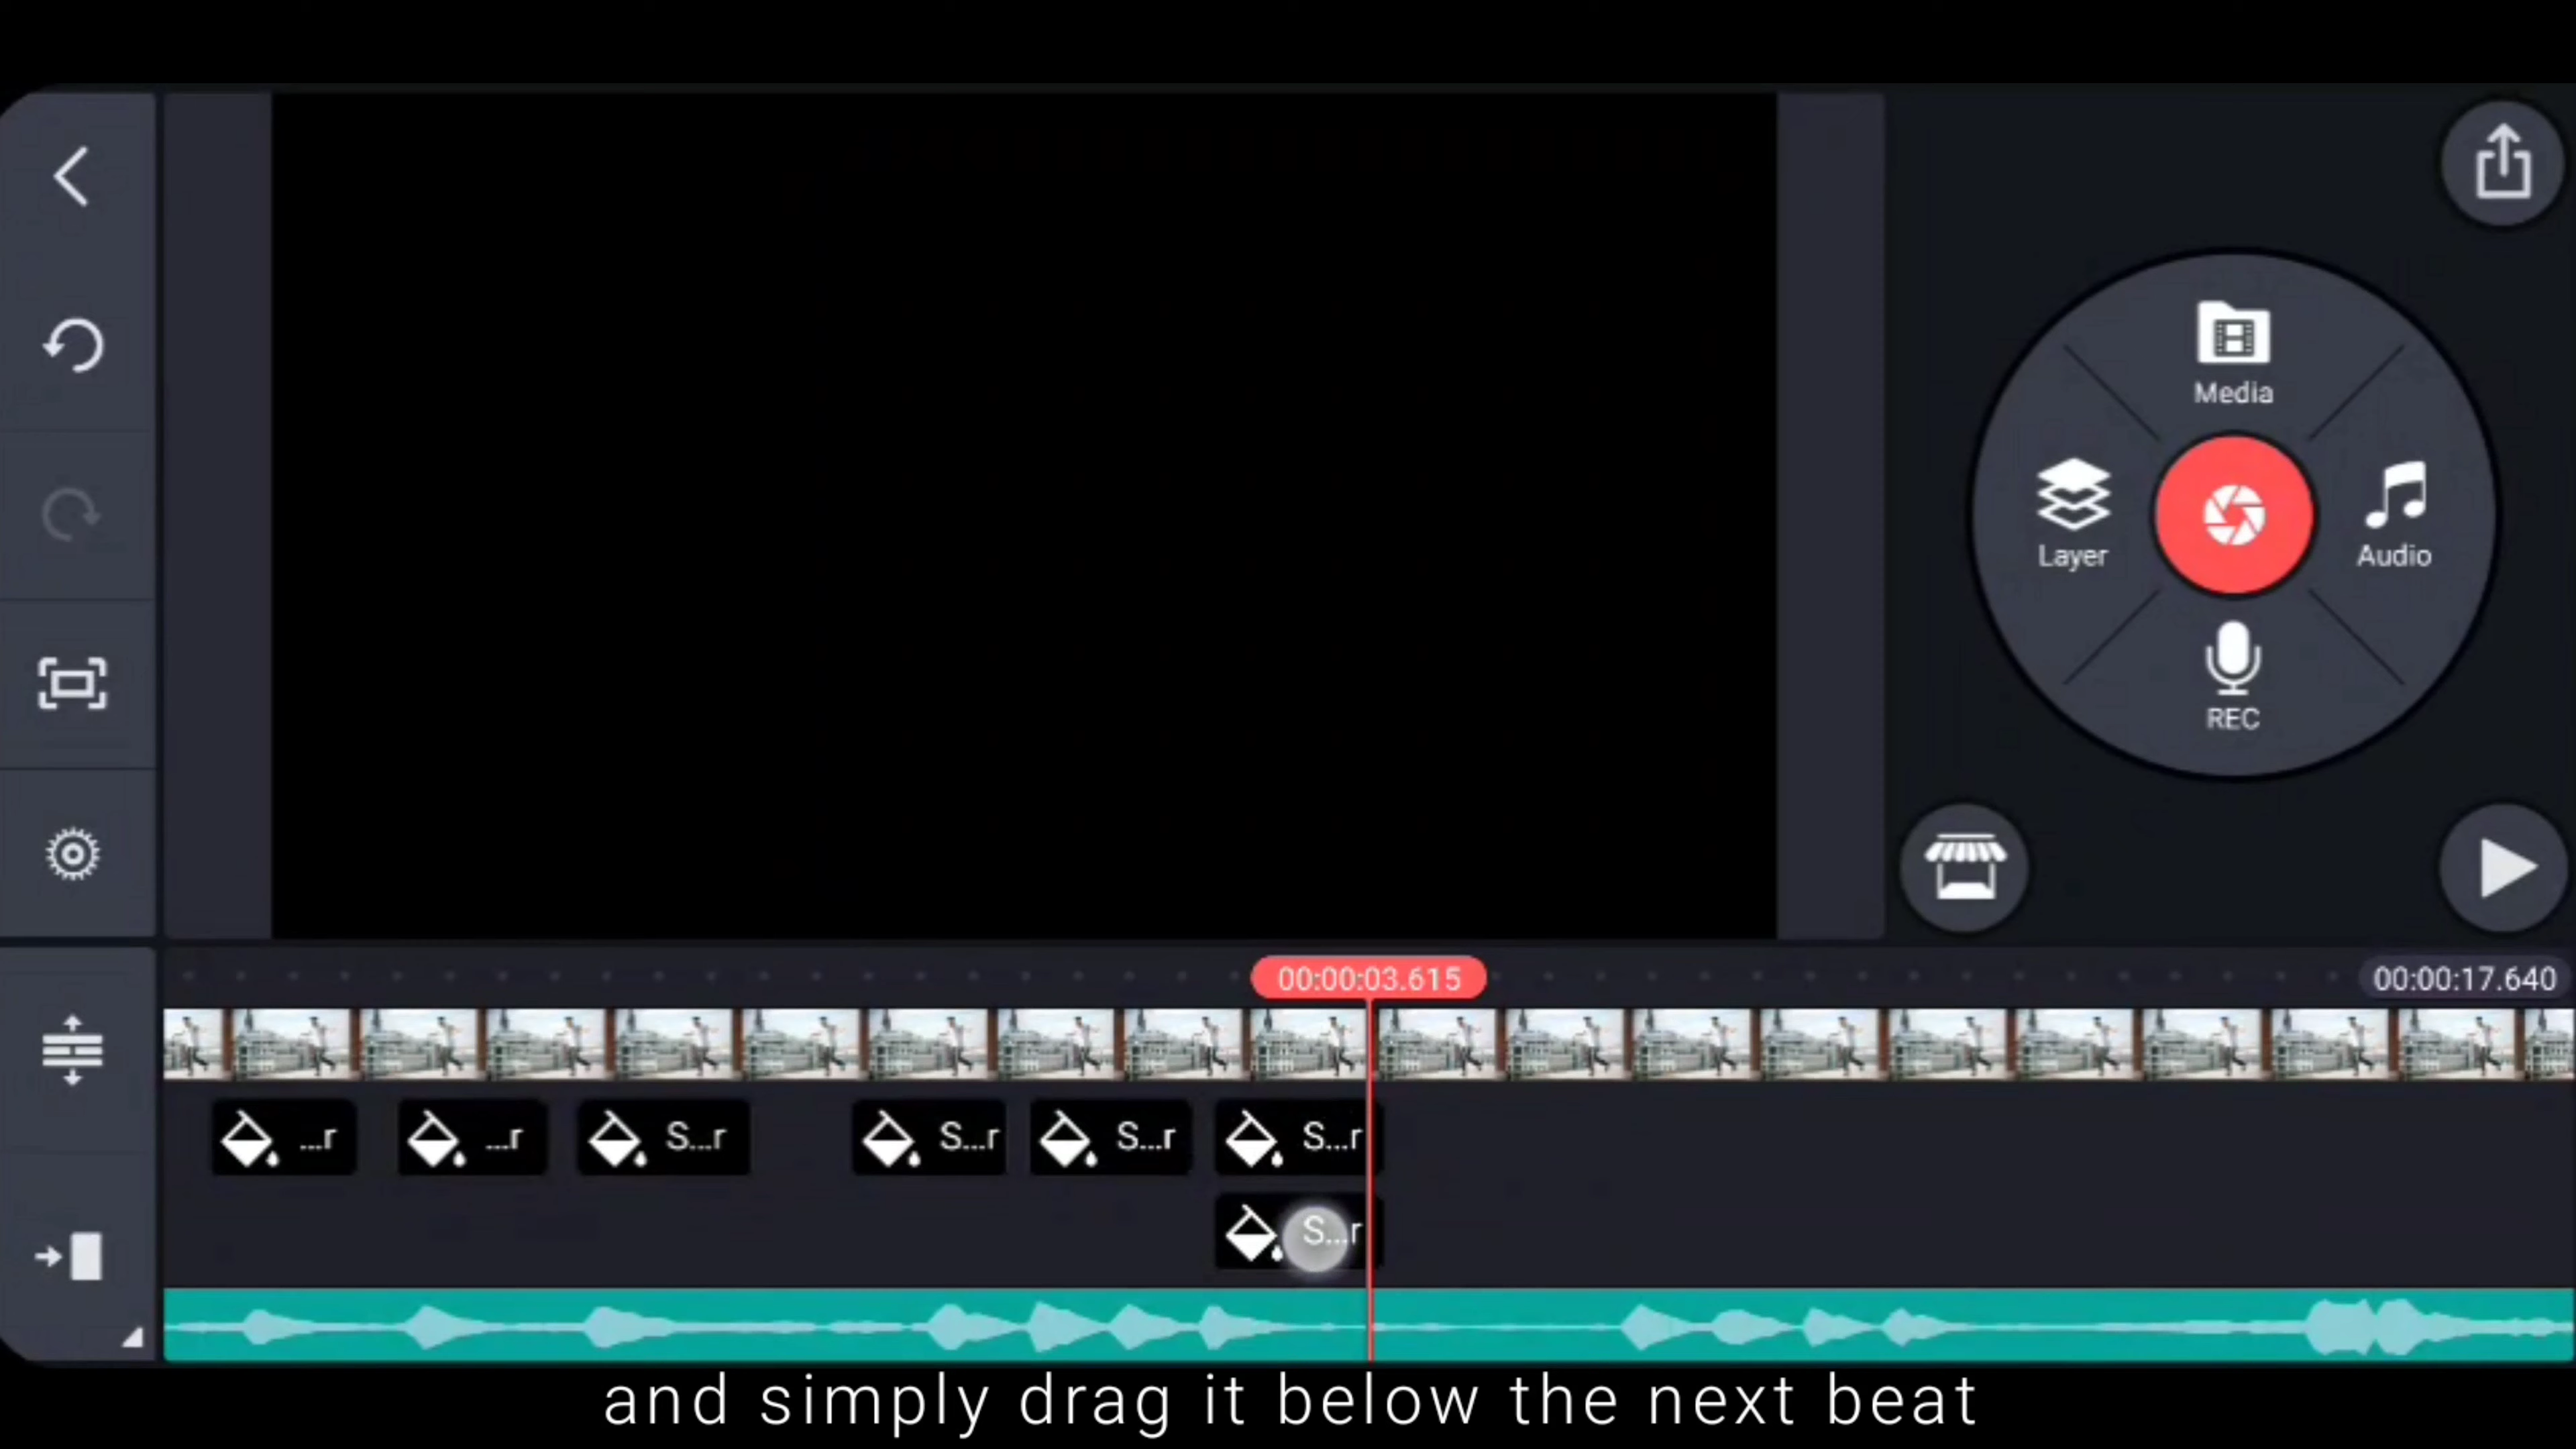 Media
Layer
Audio
REC
00:00:03.615
00:00:17.640
...r
...r
S...r
S...r
S...r
S...r
S...r
and simply drag it below the next beat